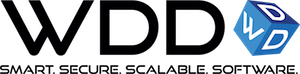 WDD
D
W D
SMART. SECURE. SCALABLE. SOFTWARE.